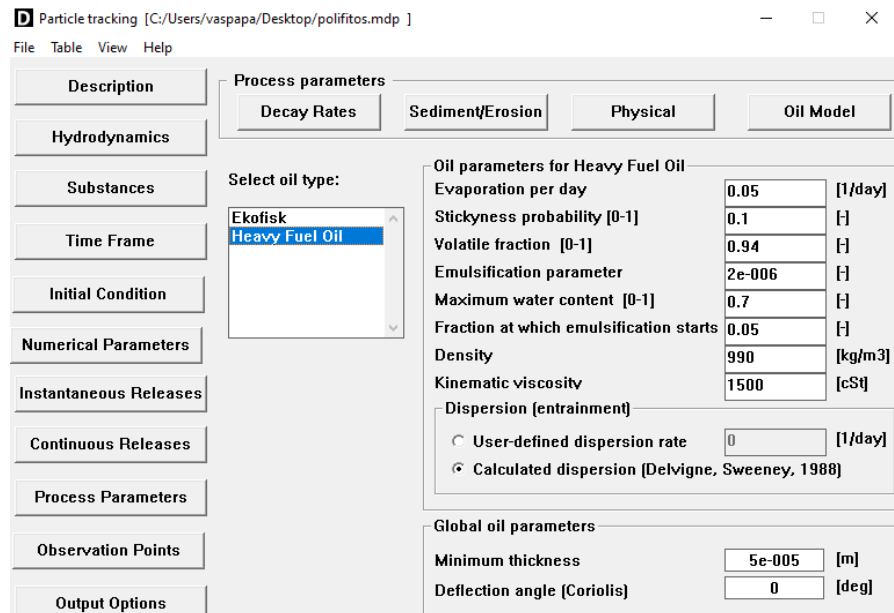 D Particle tracking [C:/Users/vaspapa/Desktop/polifitos.mdp ]
File Table View Help
Description
Hydrodynamics
Substances
Time Frame
Initial Condition
Numerical Parameters
Instantaneous Releases
Continuous Releases
Process Parameters
Observation Points
Output Options
Process parameters
Decay Rates Sediment/Erosion Physical Oil Model
Select oil type:
Ekofisk
Heavy Fuel Oil
Oil parameters for Heavy Fuel Oil
Evaporation per day 0.05 [1/day]
Stickyness probability [0-1] 0.1 [-]
Volatile fraction [0-1] 0.94 [-]
Emulsification parameter 2e-006 [-]
Maximum water content [0-1] 0.7 [-]
Fraction at which emulsification starts 0.05 [-]
Density 990 [kg/m3]
Kinematic viscosity 1500 [cSt]
Dispersion (entrainment)
User-defined dispersion rate 0 [1/day]
Calculated dispersion (Delvigne, Sweeney, 1988)
Global oil parameters
Minimum thickness 5e-005 [m]
Deflection angle (Coriolis) 0 [deg]